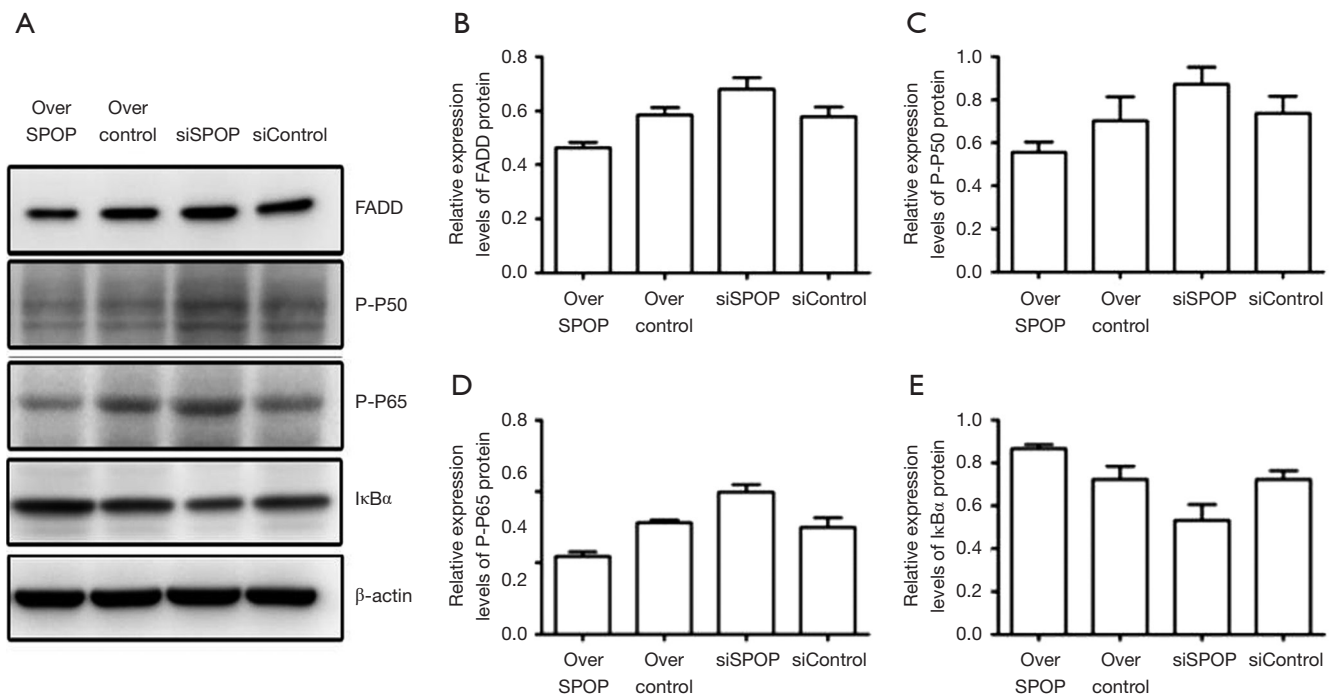 A
Over
SPOP
Over
control
siSPOP
siControl
FADD
P-P50
P-P65
IκBα
β-actin
B
Relative expression
levels of FADD protein
0.8
0.6
0.4
0.2
0.0
Over
SPOP
Over
control
siSPOP
siControl
C
Relative expression
levels of P-P50 protein
1.0
0.8
0.6
0.4
0.2
0.0
Over
SPOP
Over
control
siSPOP
siControl
D
Relative expression
levels of P-P65 protein
0.8
0.6
0.4
0.2
0.0
Over
SPOP
Over
control
siSPOP
siControl
E
Relative expression
levels of IκBα protein
1.0
0.8
0.6
0.4
0.2
0.0
Over
SPOP
Over
control
siSPOP
siControl